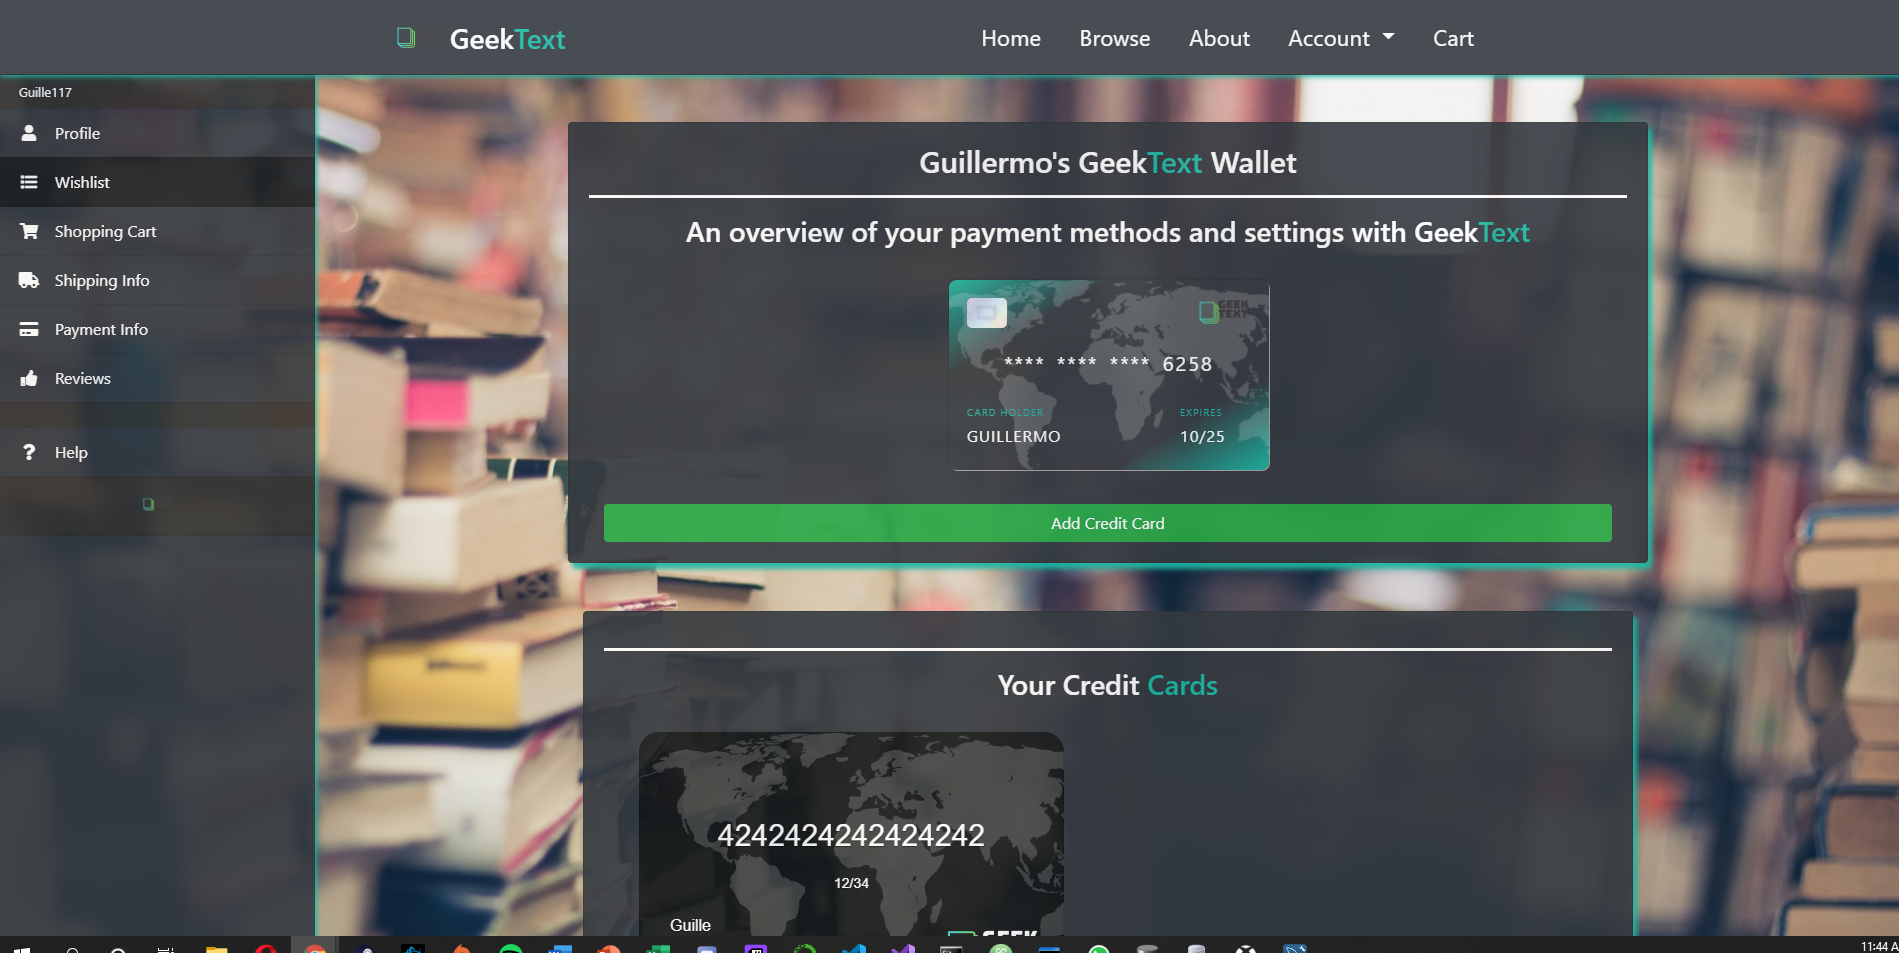 GeekText
Home Browse About Account Cart
Guille117
Profile
Wishlist
Shopping Cart
Shipping Info
Payment Info
Reviews
Help
Guillermo's GeekText Wallet
An overview of your payment methods and settings with GeekText
GEEK
TEXT
**** **** **** 6258
CARD HOLDER EXPIRES
GUILLERMO 10/25
Add Credit Card
Your Credit Cards
4242424242424242
12/34
Guille
GEEK
11:44 A